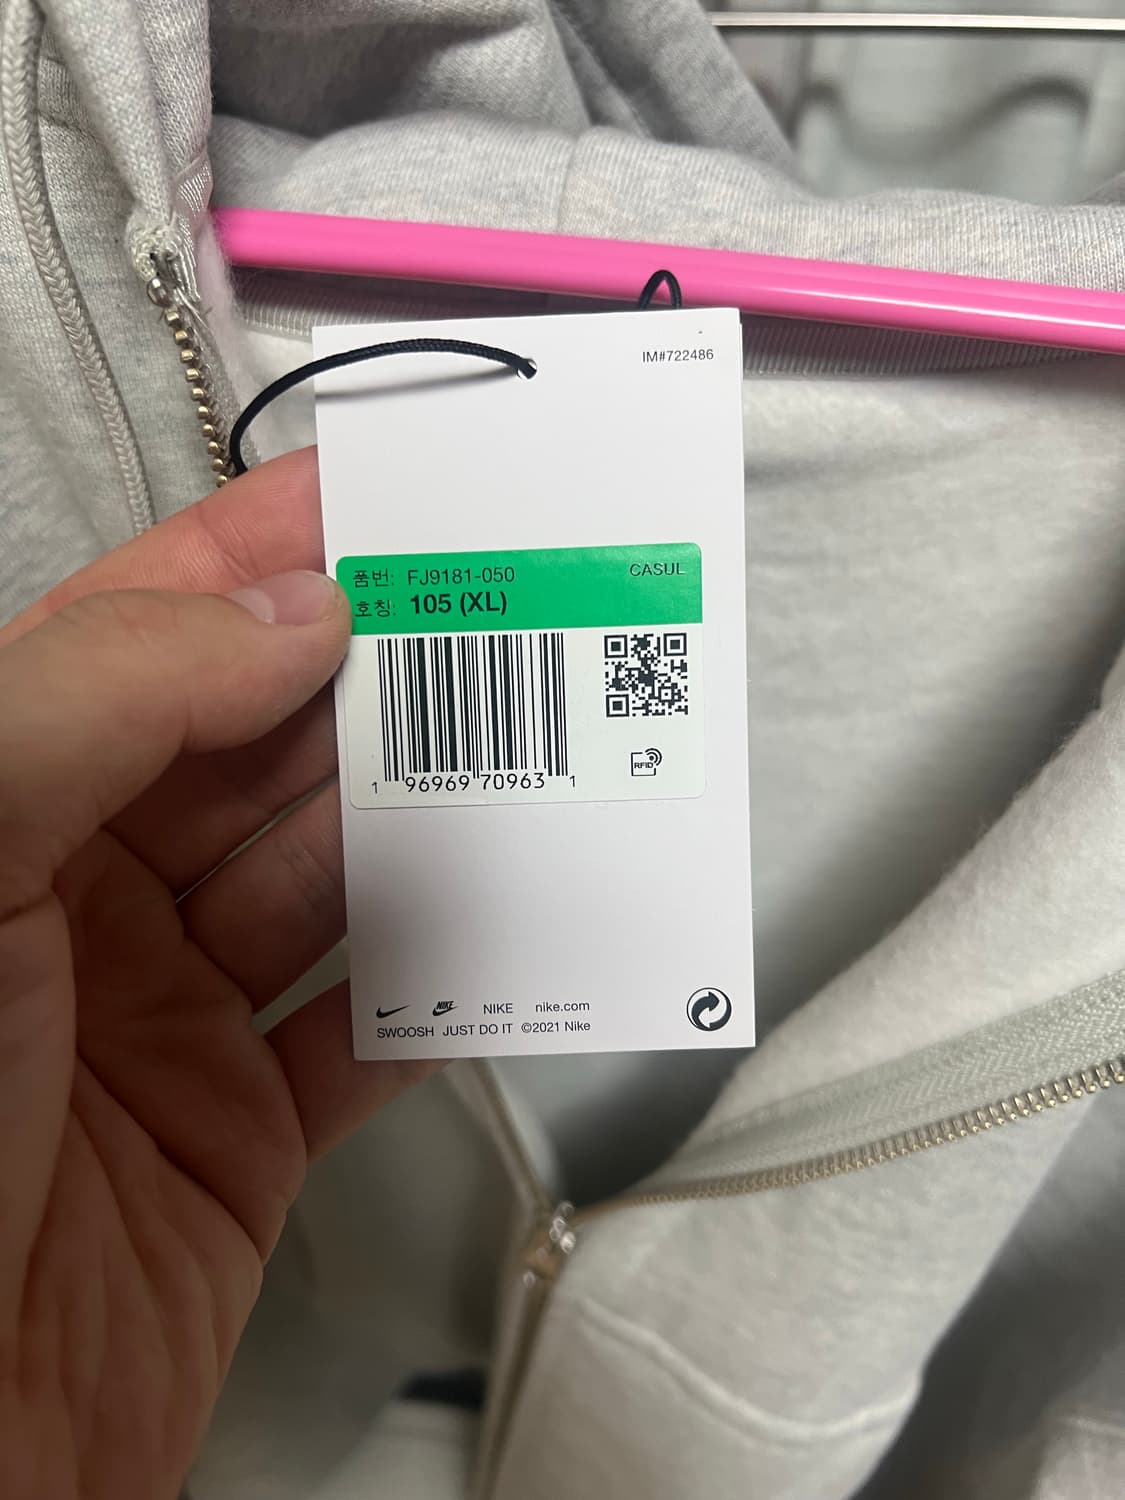 IM#722486
품번: FJ9181-050 CASUL
호칭: 105 (XL)
1 96969 70963 1
RFID
NIKE NIKE nike.com
SWOOSH JUST DO IT ©2021 Nike